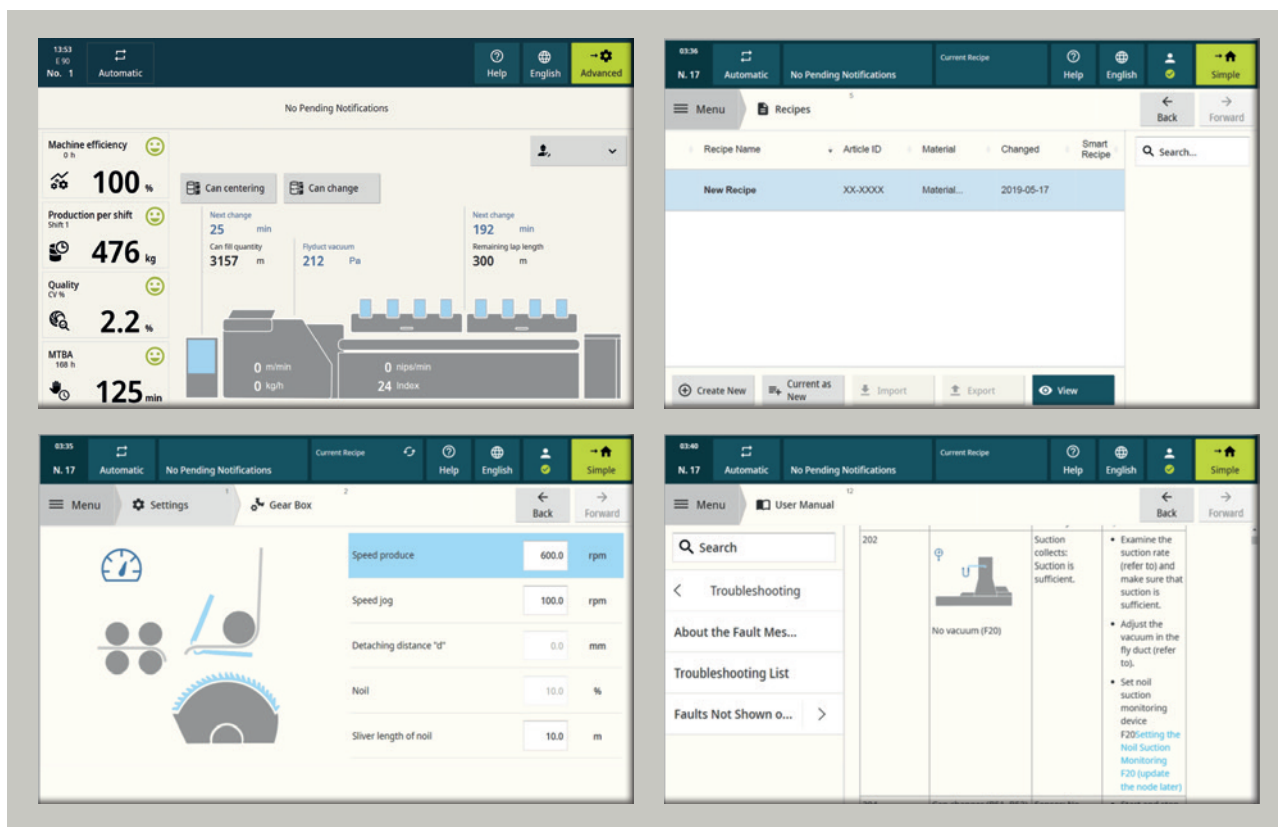 13:53
E 90
No. 1
Automatic
Help
English
Advanced
No Pending Notifications
Machine efficiency
0 h
100 %
Production per shift
Shift 1
476 kg
Quality
CV %
2.2 %
MTBA
168 h
125 min
Can centering
Can change
Next change
25 min
Can fill quantity
3157 m
Flyduct vacuum
212 Pa
Next change
192 min
Remaining lap length
300 m
0 m/min
0 kg/h
0 nips/min
24 Index
03:36
N. 17
Automatic
No Pending Notifications
Current Recipe
Help
English
Simple
Menu
Recipes
5
Back
Forward
Recipe Name
Article ID
Material
Changed
Smart
Recipe
Search...
New Recipe
XX-XXXX
Material...
2019-05-17
Create New
Current as
New
Import
Export
View
03:35
N. 17
Automatic
No Pending Notifications
Current Recipe
Help
English
Simple
Menu
Settings
1
Gear Box
2
Back
Forward
Speed produce 600.0 rpm
Speed jog 100.0 rpm
Detaching distance "d" 0.0 mm
Noil 10.0 %
Sliver length of noil 10.0 m
03:40
N. 17
Automatic
No Pending Notifications
Current Recipe
Help
English
Simple
Menu
User Manual
12
Back
Forward
Search
Troubleshooting
About the Fault Mes...
Troubleshooting List
Faults Not Shown o...
202
No vacuum (F20)
Suction
collects:
Suction is
sufficient.
• Examine the
suction rate
(refer to) and
make sure that
suction is
sufficient.
• Adjust the
vacuum in the
fly duct (refer
to).
• Set noil
suction
monitoring
device
F20Setting the
Noil Suction
Monitoring
F20 (update
the node later)